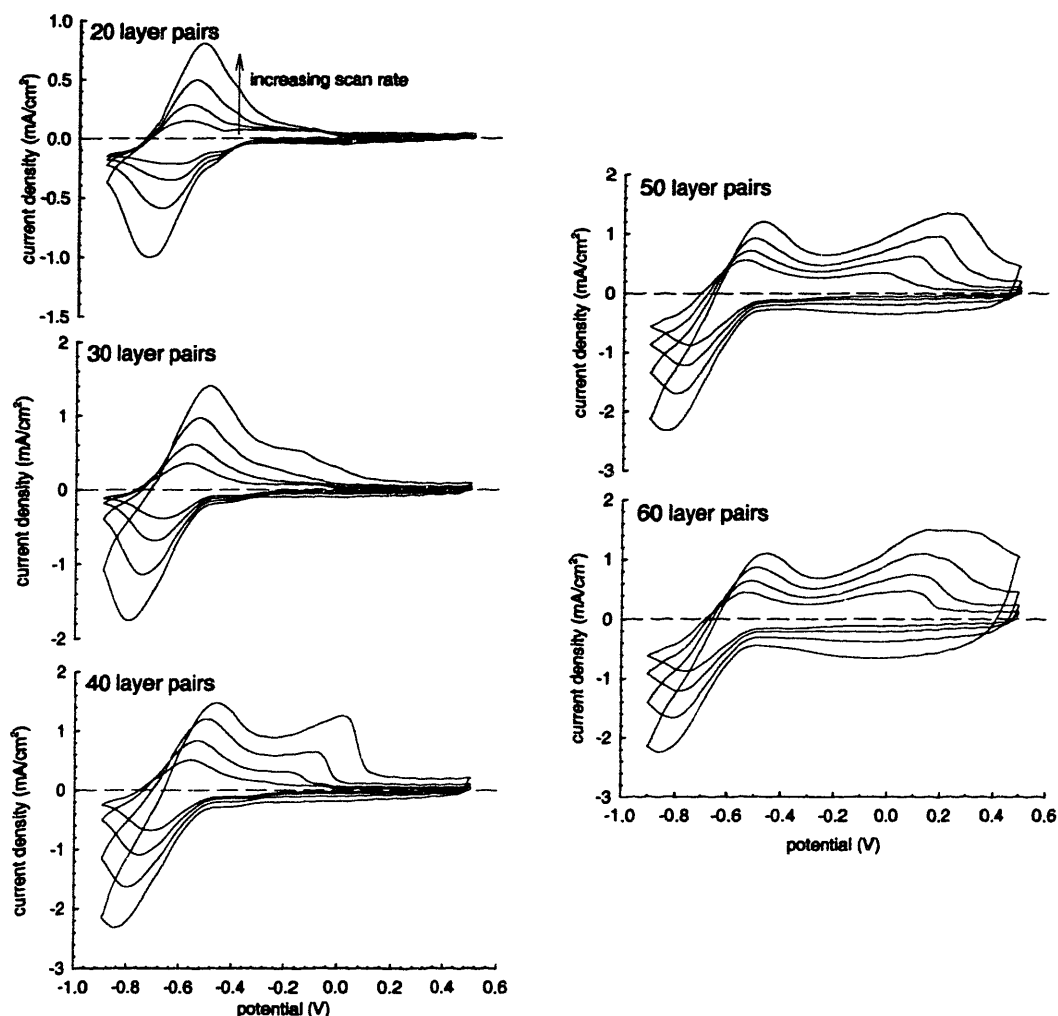 20 layer pairs
increasing scan rate
current density (mA/cm²)
1.0
0.5
0.0
-0.5
-1.0
-1.5
30 layer pairs
current density (mA/cm²)
2
1
0
-1
-2
40 layer pairs
current density (mA/cm²)
2
1
0
-1
-2
-3
-1.0 -0.8 -0.6 -0.4 -0.2 0.0 0.2 0.4 0.6
potential (V)
50 layer pairs
current density (mA/cm²)
2
1
0
-1
-2
-3
60 layer pairs
current density (mA/cm²)
2
1
0
-1
-2
-3
-1.0 -0.8 -0.6 -0.4 -0.2 0.0 0.2 0.4 0.6
potential (V)